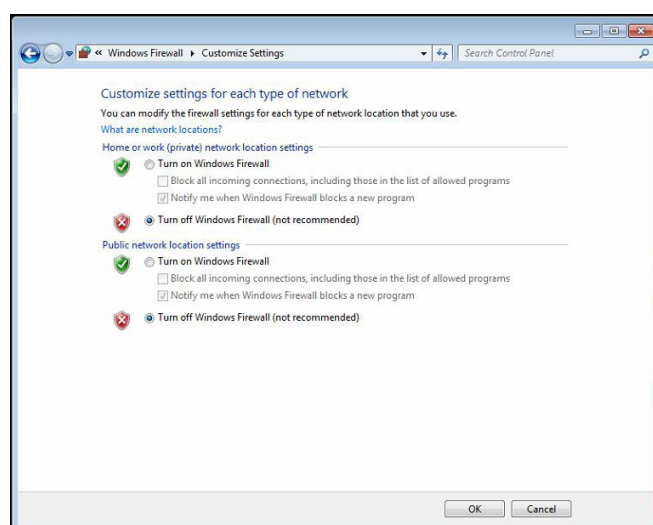 « Windows Firewall ▸ Customize Settings
Search Control Panel
Customize settings for each type of network
You can modify the firewall settings for each type of network location that you use.
What are network locations?
Home or work (private) network location settings
Turn on Windows Firewall
Block all incoming connections, including those in the list of allowed programs
Notify me when Windows Firewall blocks a new program
Turn off Windows Firewall (not recommended)
Public network location settings
Turn on Windows Firewall
Block all incoming connections, including those in the list of allowed programs
Notify me when Windows Firewall blocks a new program
Turn off Windows Firewall (not recommended)
OK Cancel